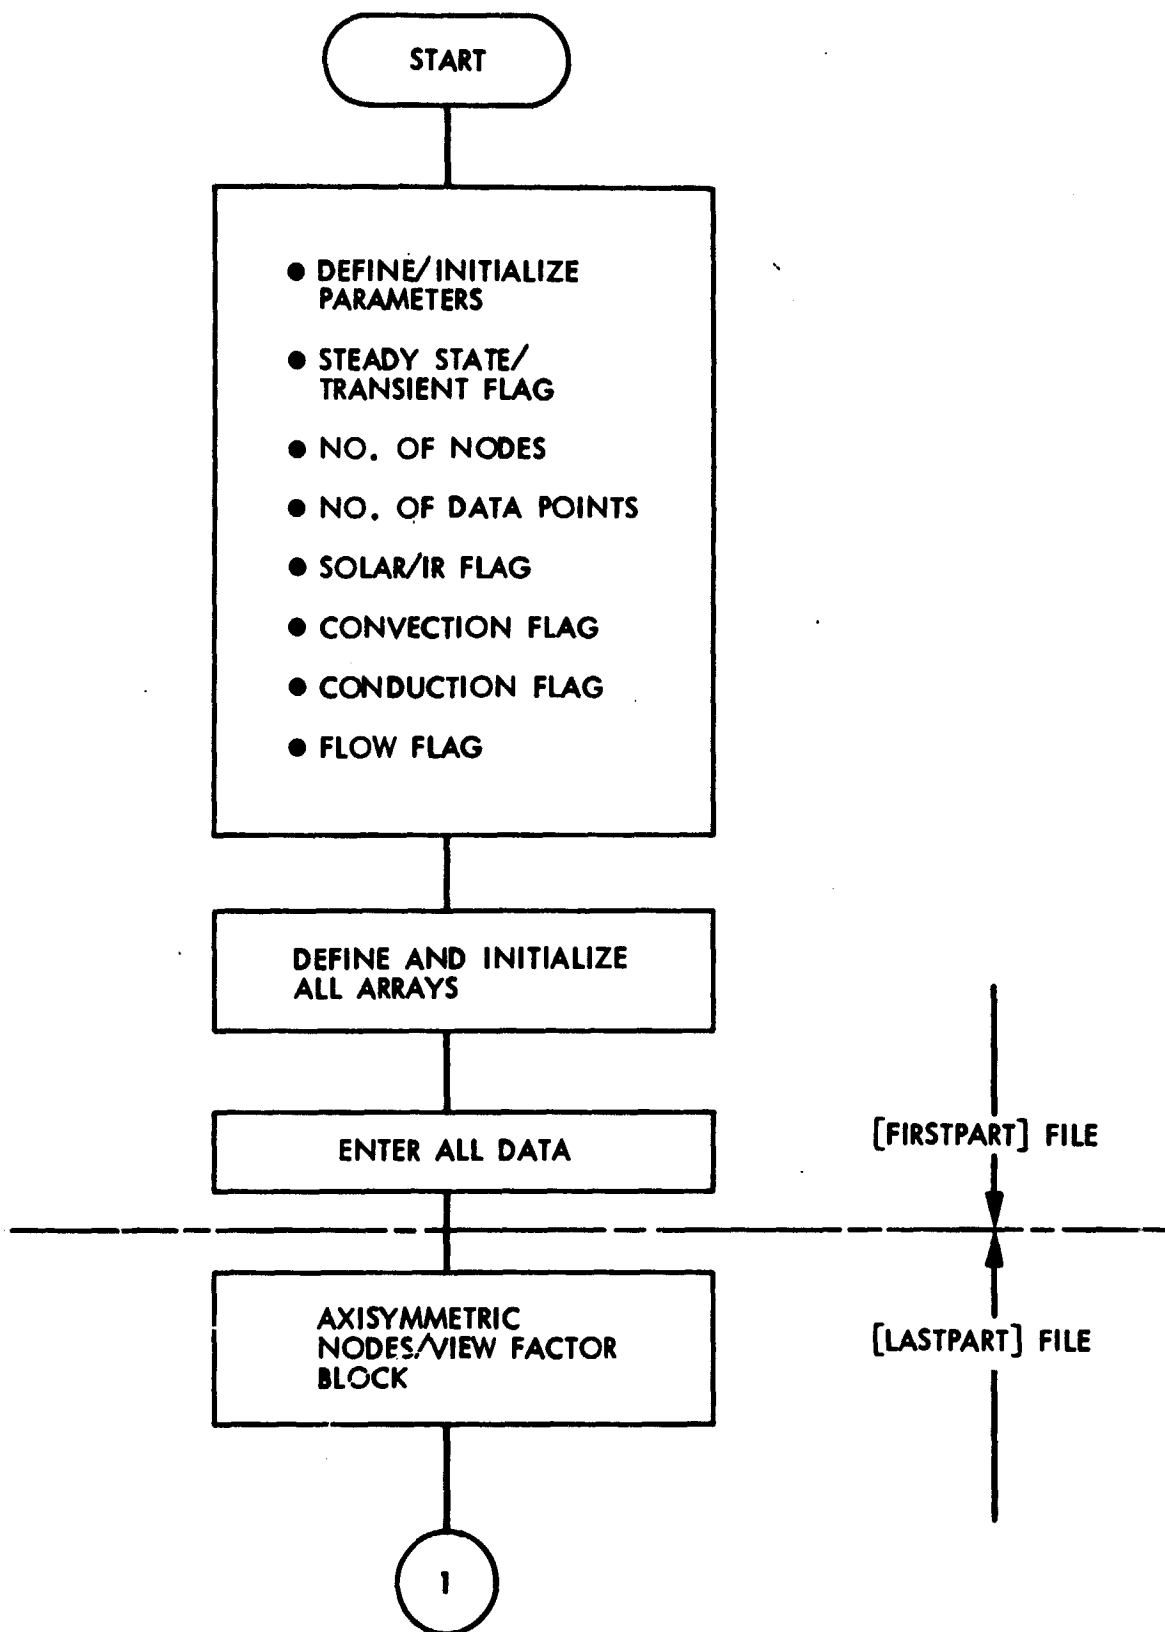 START
● DEFINE/INITIALIZE
PARAMETERS
● STEADY STATE/
TRANSIENT FLAG
● NO. OF NODES
● NO. OF DATA POINTS
● SOLAR/IR FLAG
● CONVECTION FLAG
● CONDUCTION FLAG
● FLOW FLAG
DEFINE AND INITIALIZE
ALL ARRAYS
ENTER ALL DATA
[FIRSTPART] FILE
AXISYMMETRIC
NODES/VIEW FACTOR
BLOCK
[LASTPART] FILE
1